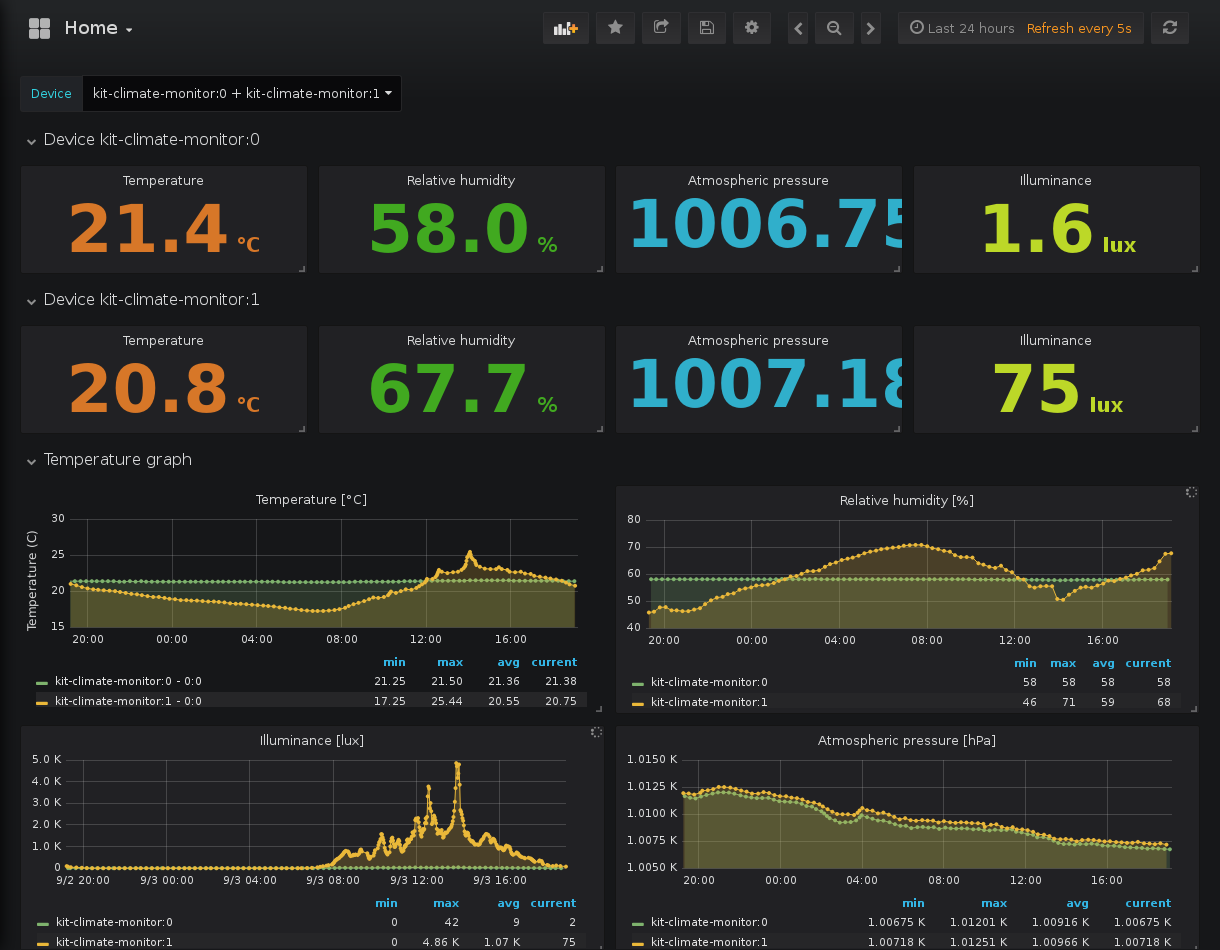 Home
Last 24 hours Refresh every 5s
Device kit-climate-monitor:0 + kit-climate-monitor:1
Device kit-climate-monitor:0
Temperature Relative humidity Atmospheric pressure Illuminance
21.4 °C 58.0 % 1006.75 1.6 lux
Device kit-climate-monitor:1
Temperature Relative humidity Atmospheric pressure Illuminance
20.8 °C 67.7 % 1007.18 75 lux
Temperature graph
Temperature [°C]
Temperature (C)
30
25
20
15
20:00 00:00 04:00 08:00 12:00 16:00
min max avg current
kit-climate-monitor:0 - 0:0 21.25 21.50 21.36 21.38
kit-climate-monitor:1 - 0:0 17.25 25.44 20.55 20.75
Relative humidity [%]
80
70
60
50
40
20:00 00:00 04:00 08:00 12:00 16:00
min max avg current
kit-climate-monitor:0 58 58 58 58
kit-climate-monitor:1 46 71 59 68
Illuminance [lux]
5.0 K
4.0 K
3.0 K
2.0 K
1.0 K
0
9/2 20:00 9/3 00:00 9/3 04:00 9/3 08:00 9/3 12:00 9/3 16:00
min max avg current
kit-climate-monitor:0 0 42 9 2
kit-climate-monitor:1 0 4.86 K 1.07 K 75
Atmospheric pressure [hPa]
1.0150 K
1.0125 K
1.0100 K
1.0075 K
1.0050 K
20:00 00:00 04:00 08:00 12:00 16:00
min max avg current
kit-climate-monitor:0 1.00675 K 1.01201 K 1.00916 K 1.00675 K
kit-climate-monitor:1 1.00718 K 1.01251 K 1.00966 K 1.00718 K